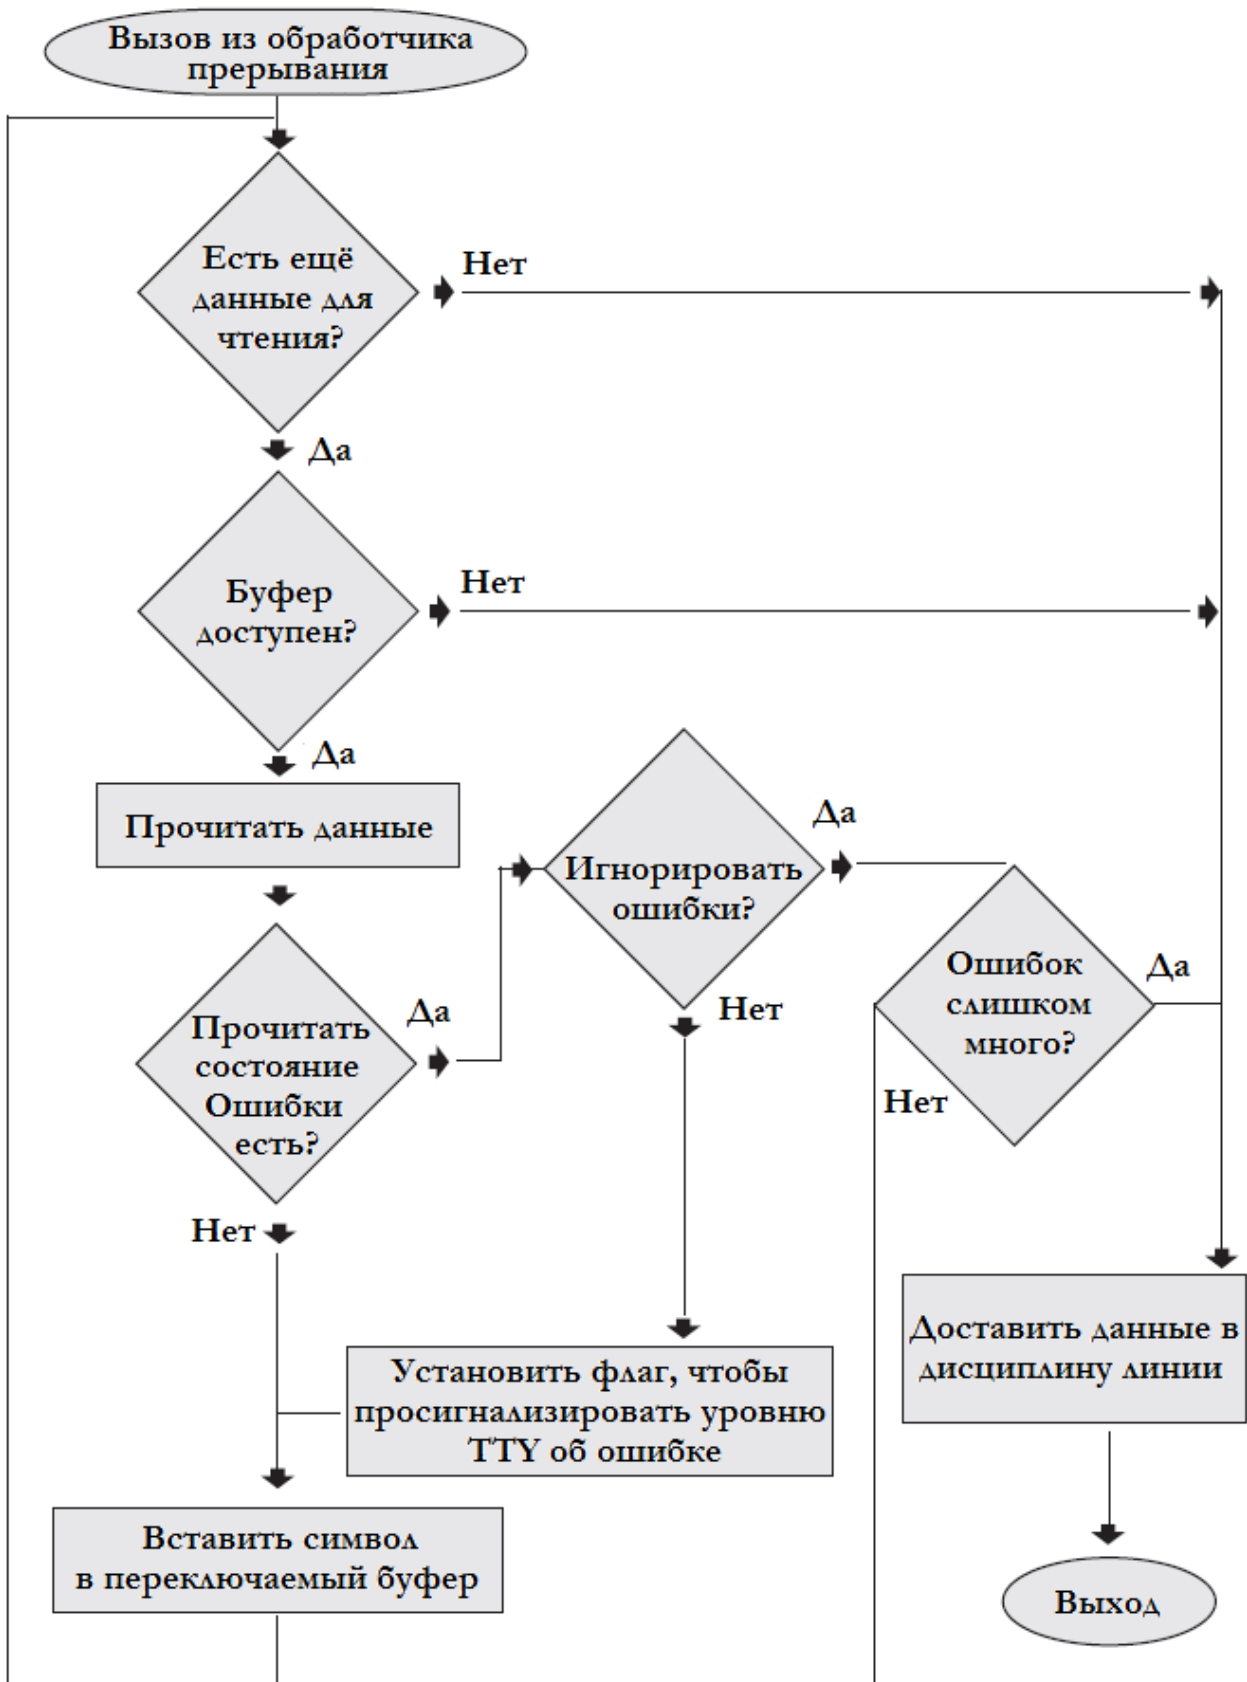 Вызов из обработчика
прерывания
Есть ещё
данные для
чтения?
Нет
Да
Буфер
доступен?
Нет
Да
Прочитать данные
Игнорировать
ошибки?
Да
Нет
Ошибок
слишком
много?
Да
Нет
Прочитать
состояние
Ошибки
есть?
Да
Нет
Установить флаг, чтобы
просигнализировать уровню
TTY об ошибке
Доставить данные в
дисциплину линии
Вставить символ
в переключаемый буфер
Выход